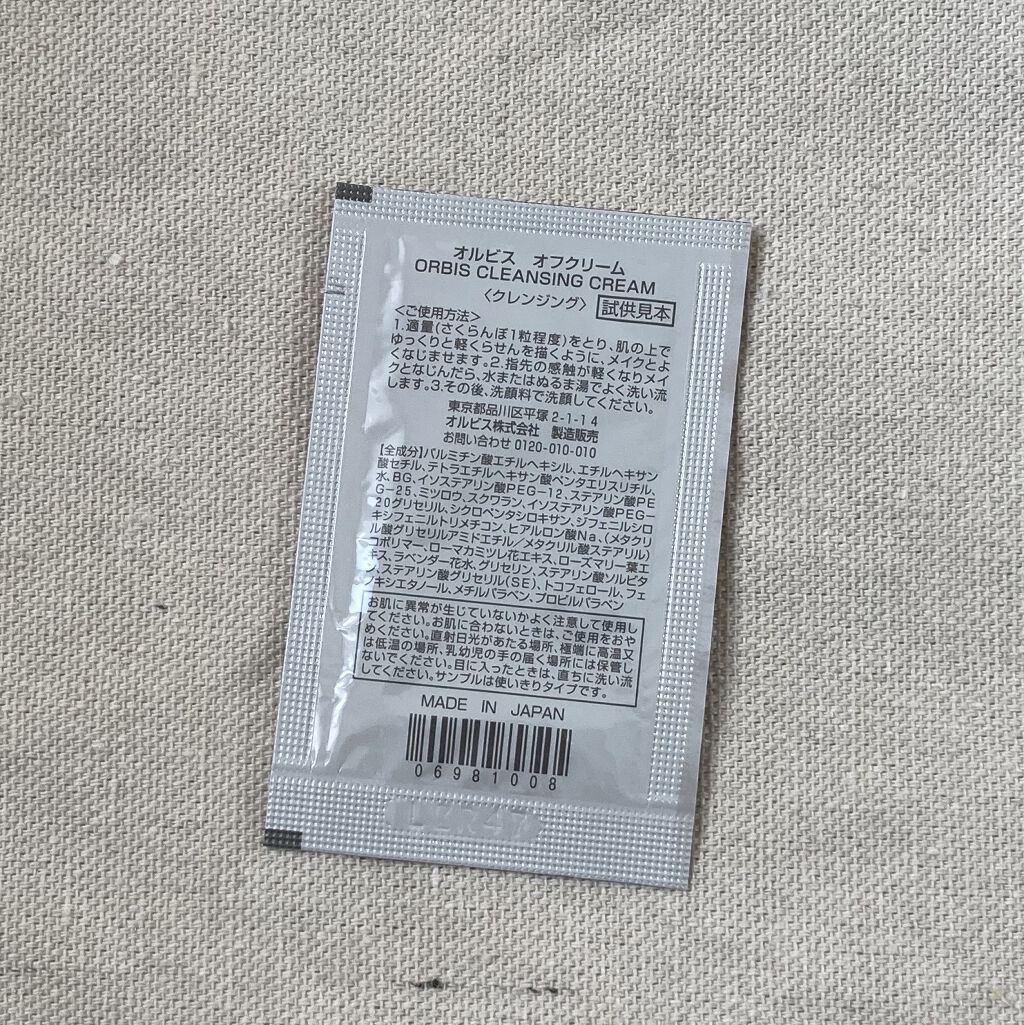 オルビス オフクリーム
ORBIS CLEANSING CREAM
〈クレンジング〉 試供見本
<ご使用方法>
1.適量(さくらんぼ1粒程度)をとり、肌の上で
ゆっくりと軽くらせんを描くように、メイクとよ
くなじませます。2.指先の感触が軽くなりメイ
クとなじんだら、水またはぬるま湯でよく洗い流
します。3.その後、洗顔料で洗顔してください。
東京都品川区平塚2-1-14
オルビス株式会社 製造販売
お問い合わせ 0120-010-010
【全成分】パルミチン酸エチルヘキシル、エチルヘキサン
酸セチル、テトラエチルヘキサン酸ペンタエリスリチル、
水、BG、イソステアリン酸PEG-12、ステアリン酸PE
G-25、ミツロウ、スクワラン、イソステアリン酸PEG-
20グリセリル、シクロペンタシロキサン、ジフェニルシロ
キシフェニルトリメチコン、ヒアルロン酸Na、(メタクリ
ル酸グリセリルアミドエチル/メタクリル酸ステアリル)
コポリマー、ローマカミツレ花エキス、ローズマリー葉エ
キス、ラベンダー花水、グリセリン、ステアリン酸ソルビタ
ン、ステアリン酸グリセリル(SE)、トコフェロール、フェ
ノキシエタノール、メチルパラベン、プロピルパラベン
お肌に異常が生じていないかよく注意して使用し
てください。お肌に合わないときは、ご使用をおや
めください。直射日光があたる場所、極端に高温又
は低温の場所、乳幼児の手の届く場所には保管し
ないでください。目に入ったときは、直ちに洗い流
してください。サンプルは使いきりタイプです。
MADE IN JAPAN
06981008